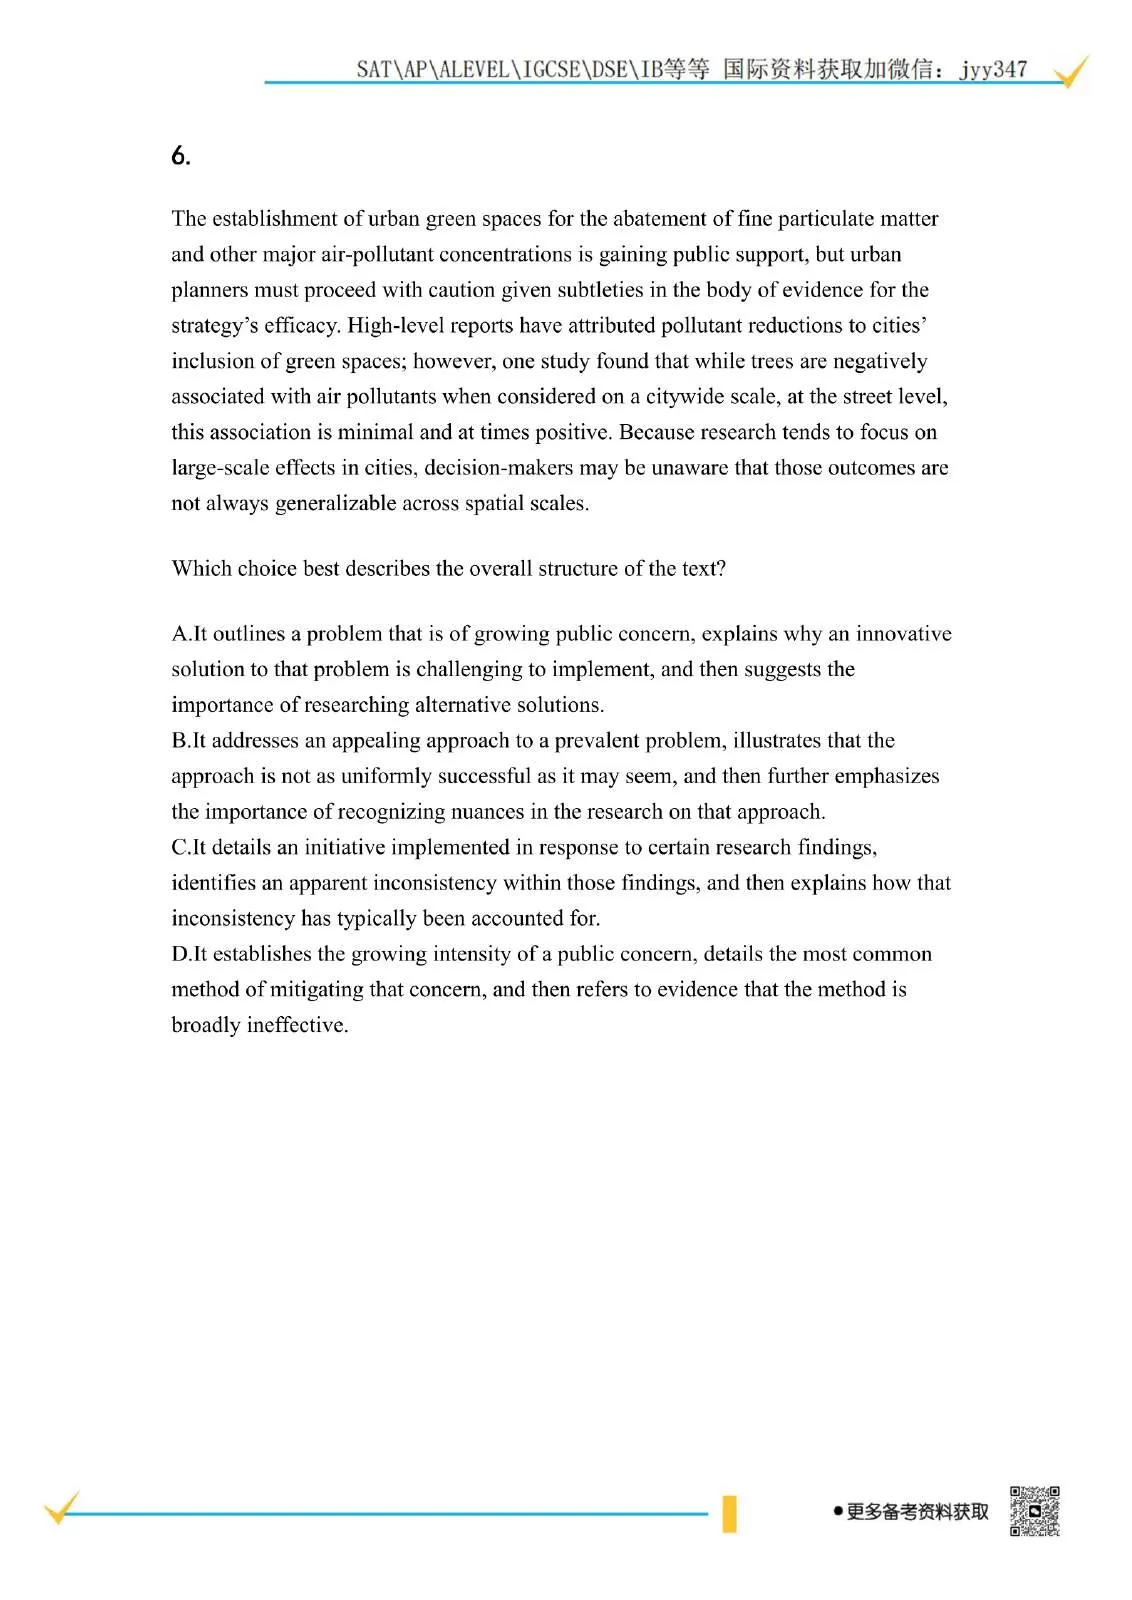 SAT\AP\ALEVEL\IGCSE\DSE\IB等等 国际资料获取加微信：jyy347
6.
The establishment of urban green spaces for the abatement of fine particulate matter
and other major air-pollutant concentrations is gaining public support, but urban
planners must proceed with caution given subtleties in the body of evidence for the
strategy’s efficacy. High-level reports have attributed pollutant reductions to cities’
inclusion of green spaces; however, one study found that while trees are negatively
associated with air pollutants when considered on a citywide scale, at the street level,
this association is minimal and at times positive. Because research tends to focus on
large-scale effects in cities, decision-makers may be unaware that those outcomes are
not always generalizable across spatial scales.
Which choice best describes the overall structure of the text?
A.It outlines a problem that is of growing public concern, explains why an innovative
solution to that problem is challenging to implement, and then suggests the
importance of researching alternative solutions.
B.It addresses an appealing approach to a prevalent problem, illustrates that the
approach is not as uniformly successful as it may seem, and then further emphasizes
the importance of recognizing nuances in the research on that approach.
C.It details an initiative implemented in response to certain research findings,
identifies an apparent inconsistency within those findings, and then explains how that
inconsistency has typically been accounted for.
D.It establishes the growing intensity of a public concern, details the most common
method of mitigating that concern, and then refers to evidence that the method is
broadly ineffective.
●更多备考资料获取